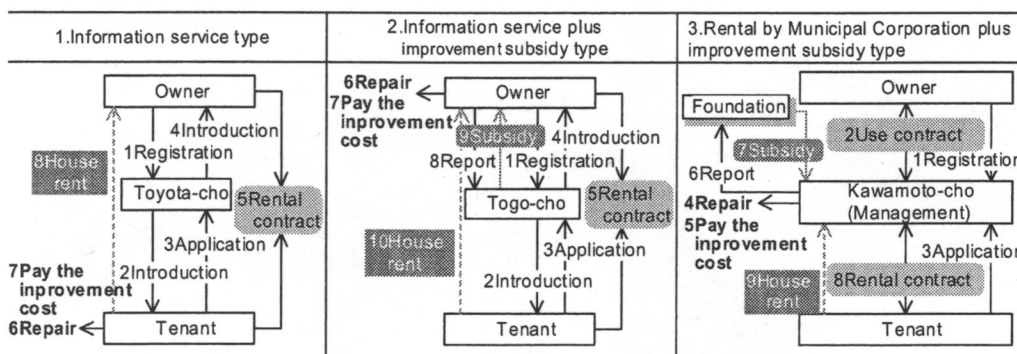 1.Information service type
Owner
4Introduction
8House
rent
1Registration
Toyota-cho
5Rental
contract
3Application
7Pay the
inprovement
cost
2Introduction
6Repair
Tenant
2.Information service plus
improvement subsidy type
6Repair
7Pay the
inprovement
cost
Owner
9Subsidy
4Introduction
8Report
1Registration
Togo-cho
5Rental
contract
3Application
10House
rent
2Introduction
Tenant
3.Rental by Municipal Corporation plus
improvement subsidy type
Owner
Foundation
2Use contract
7Subsidy
1Registration
6Report
Kawamoto-cho
(Management)
4Repair
5Pay the
improvement
cost
3Application
8Rental contract
9House
rent
Tenant